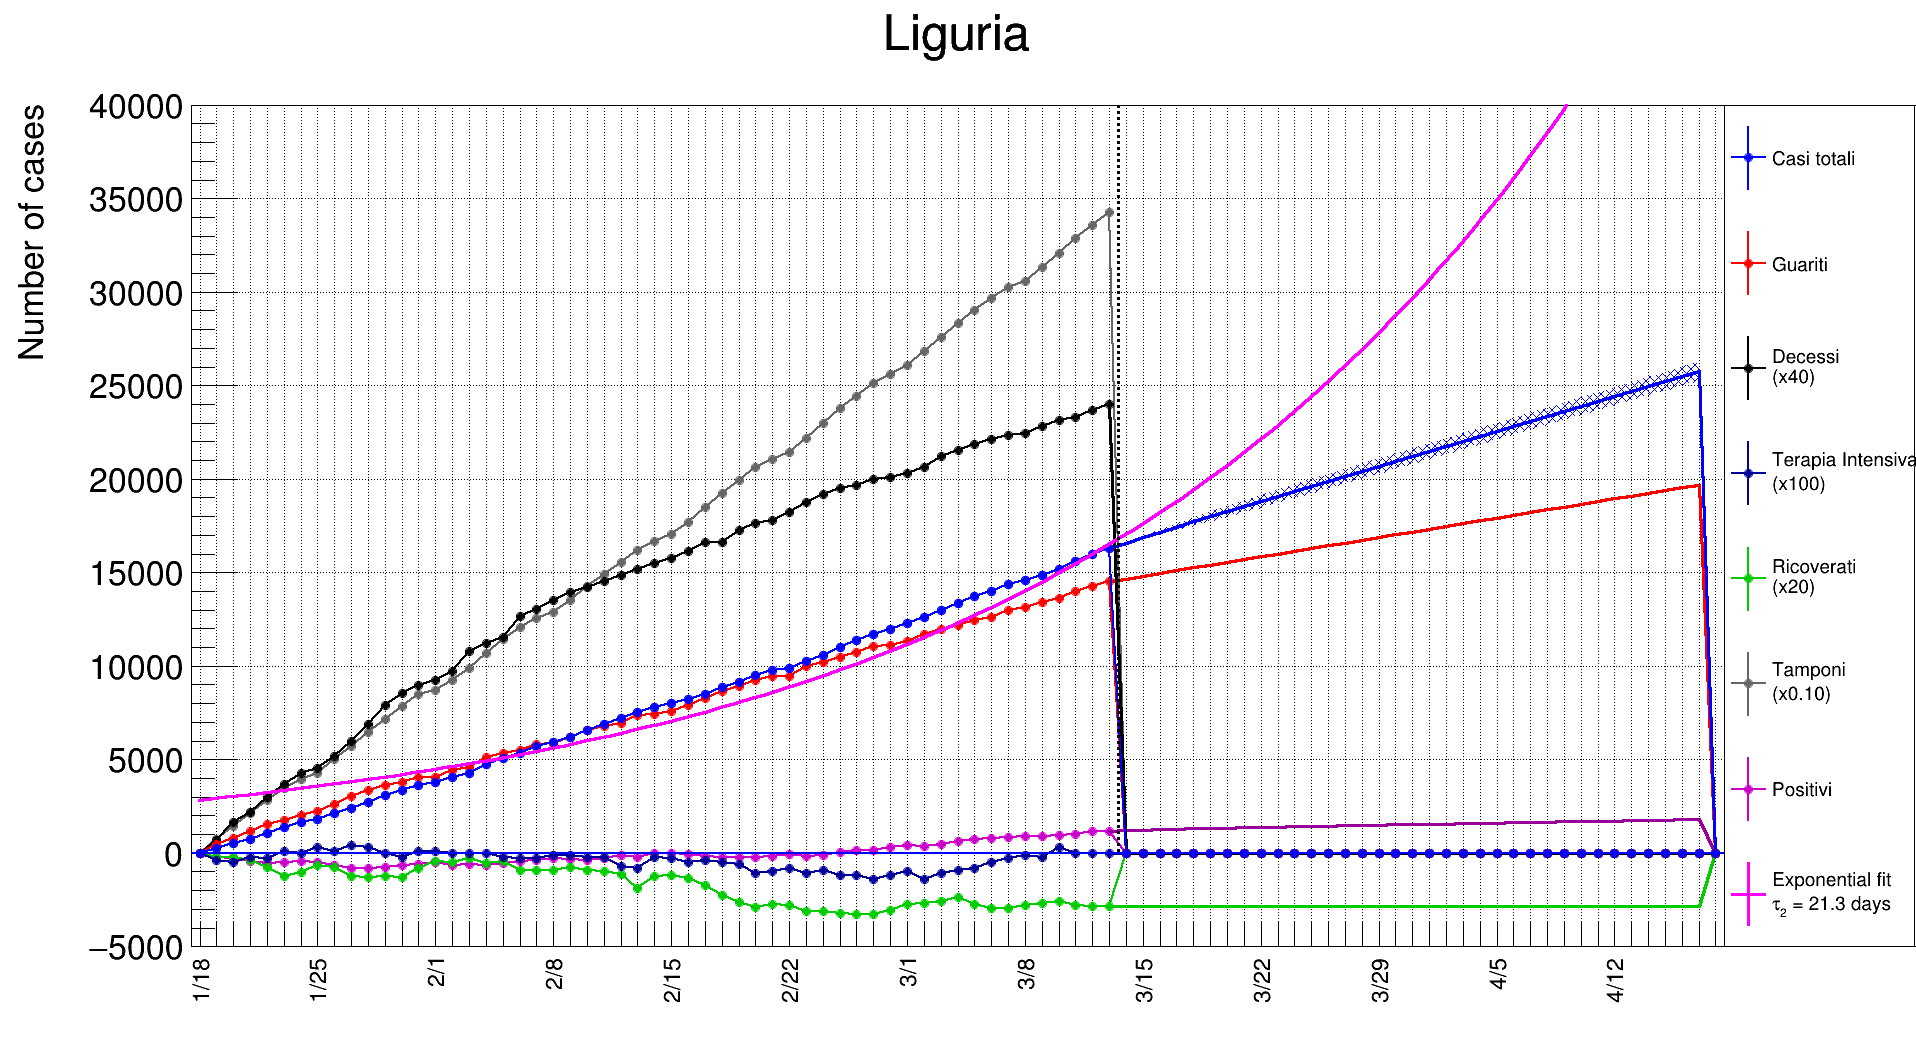 Liguria
Number of cases
40000
35000
30000
25000
20000
15000
10000
5000
0
−5000
1/18
1/25
2/1
2/8
2/15
2/22
3/1
3/8
3/15
3/22
3/29
4/5
4/12
Casi totali
Guariti
Decessi
(x40)
Terapia Intensiva
(x100)
Ricoverati
(x20)
Tamponi
(x0.10)
Positivi
Exponential fit
τ2 = 21.3 days